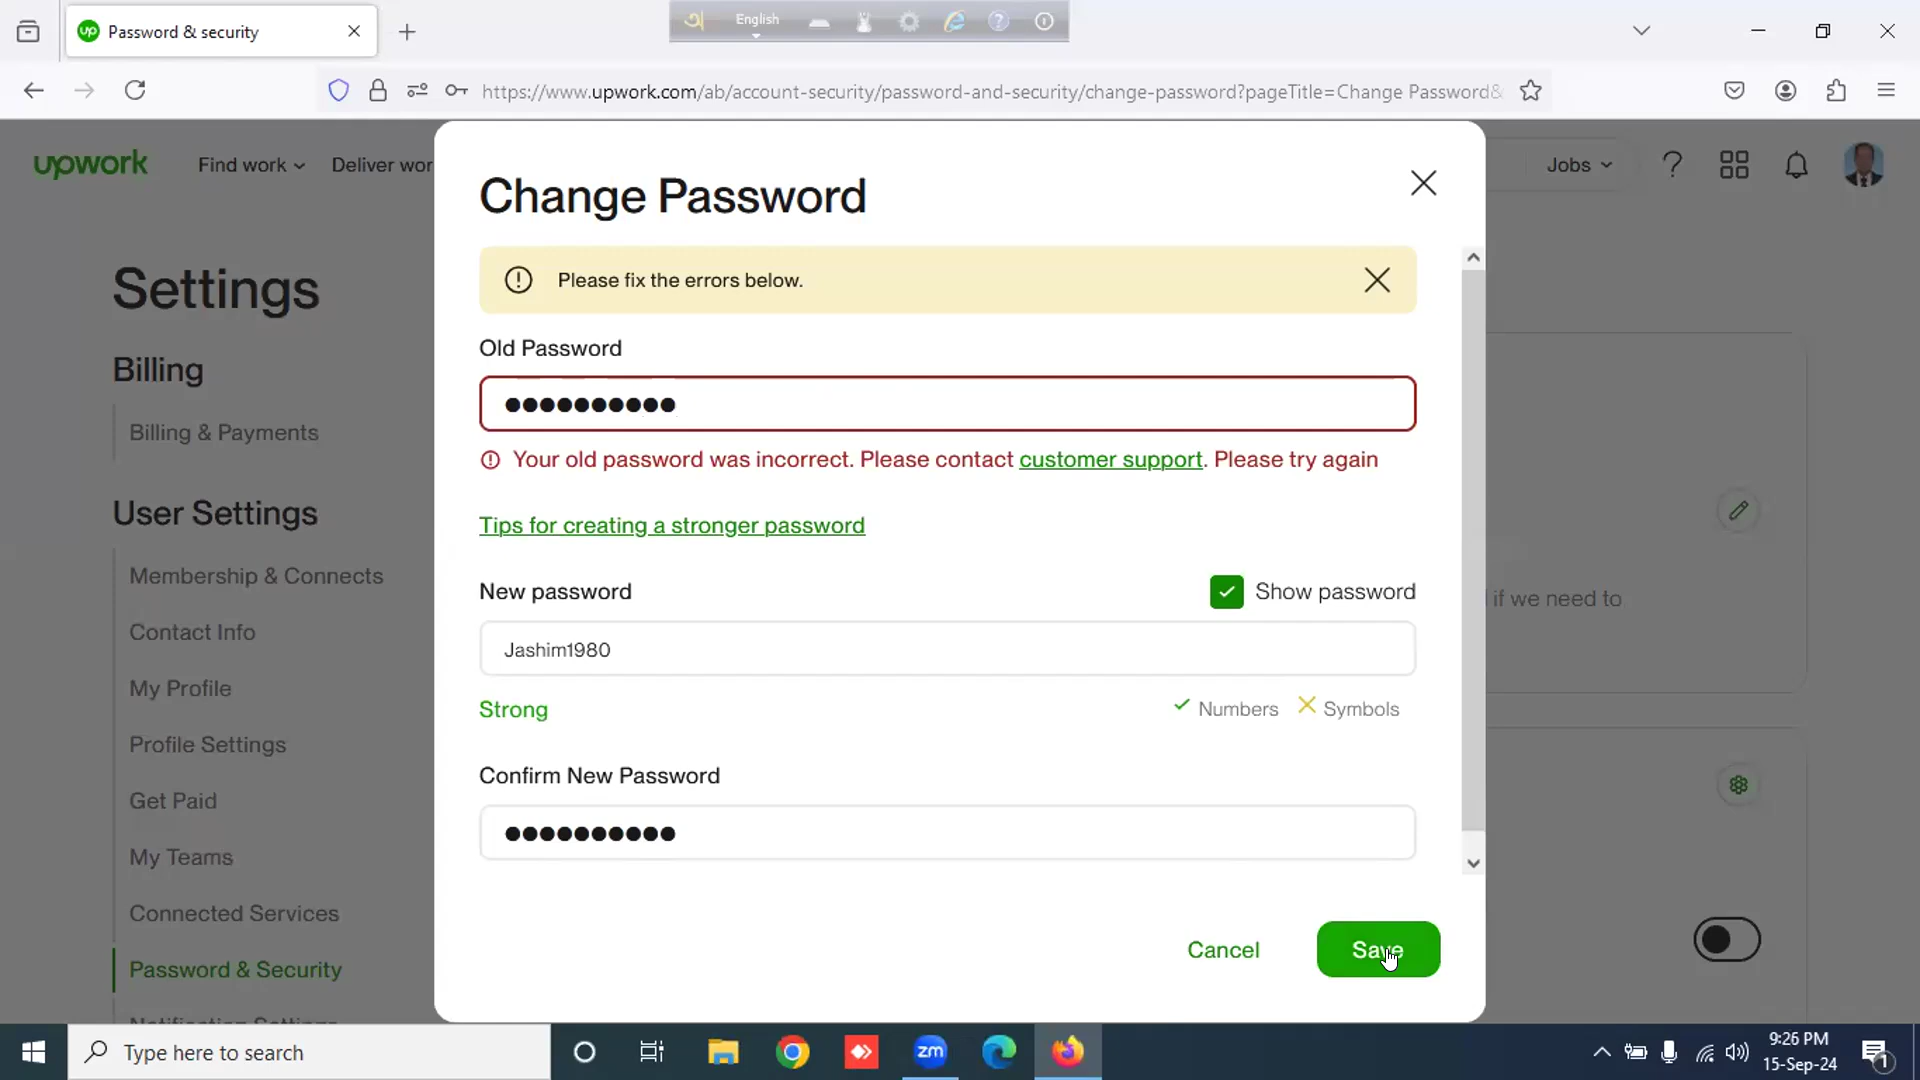 Password & security
English
https://www.upwork.com/ab/account-security/password-and-security/change-password?pageTitle=Change Password&
upwork
Find work
Deliver wor
Jobs
Change Password
Please fix the errors below.
Old Password
Your old password was incorrect. Please contact customer support. Please try again
Tips for creating a stronger password
New password
Show password
Jashim1980
Strong
Numbers
Symbols
Confirm New Password
Cancel
Save
Settings
Billing
Billing & Payments
User Settings
Membership & Connects
Contact Info
My Profile
Profile Settings
Get Paid
My Teams
Connected Services
Password & Security
Notification Settings
if we need to
Type here to search
zm
9:26 PM
15-Sep-24
1